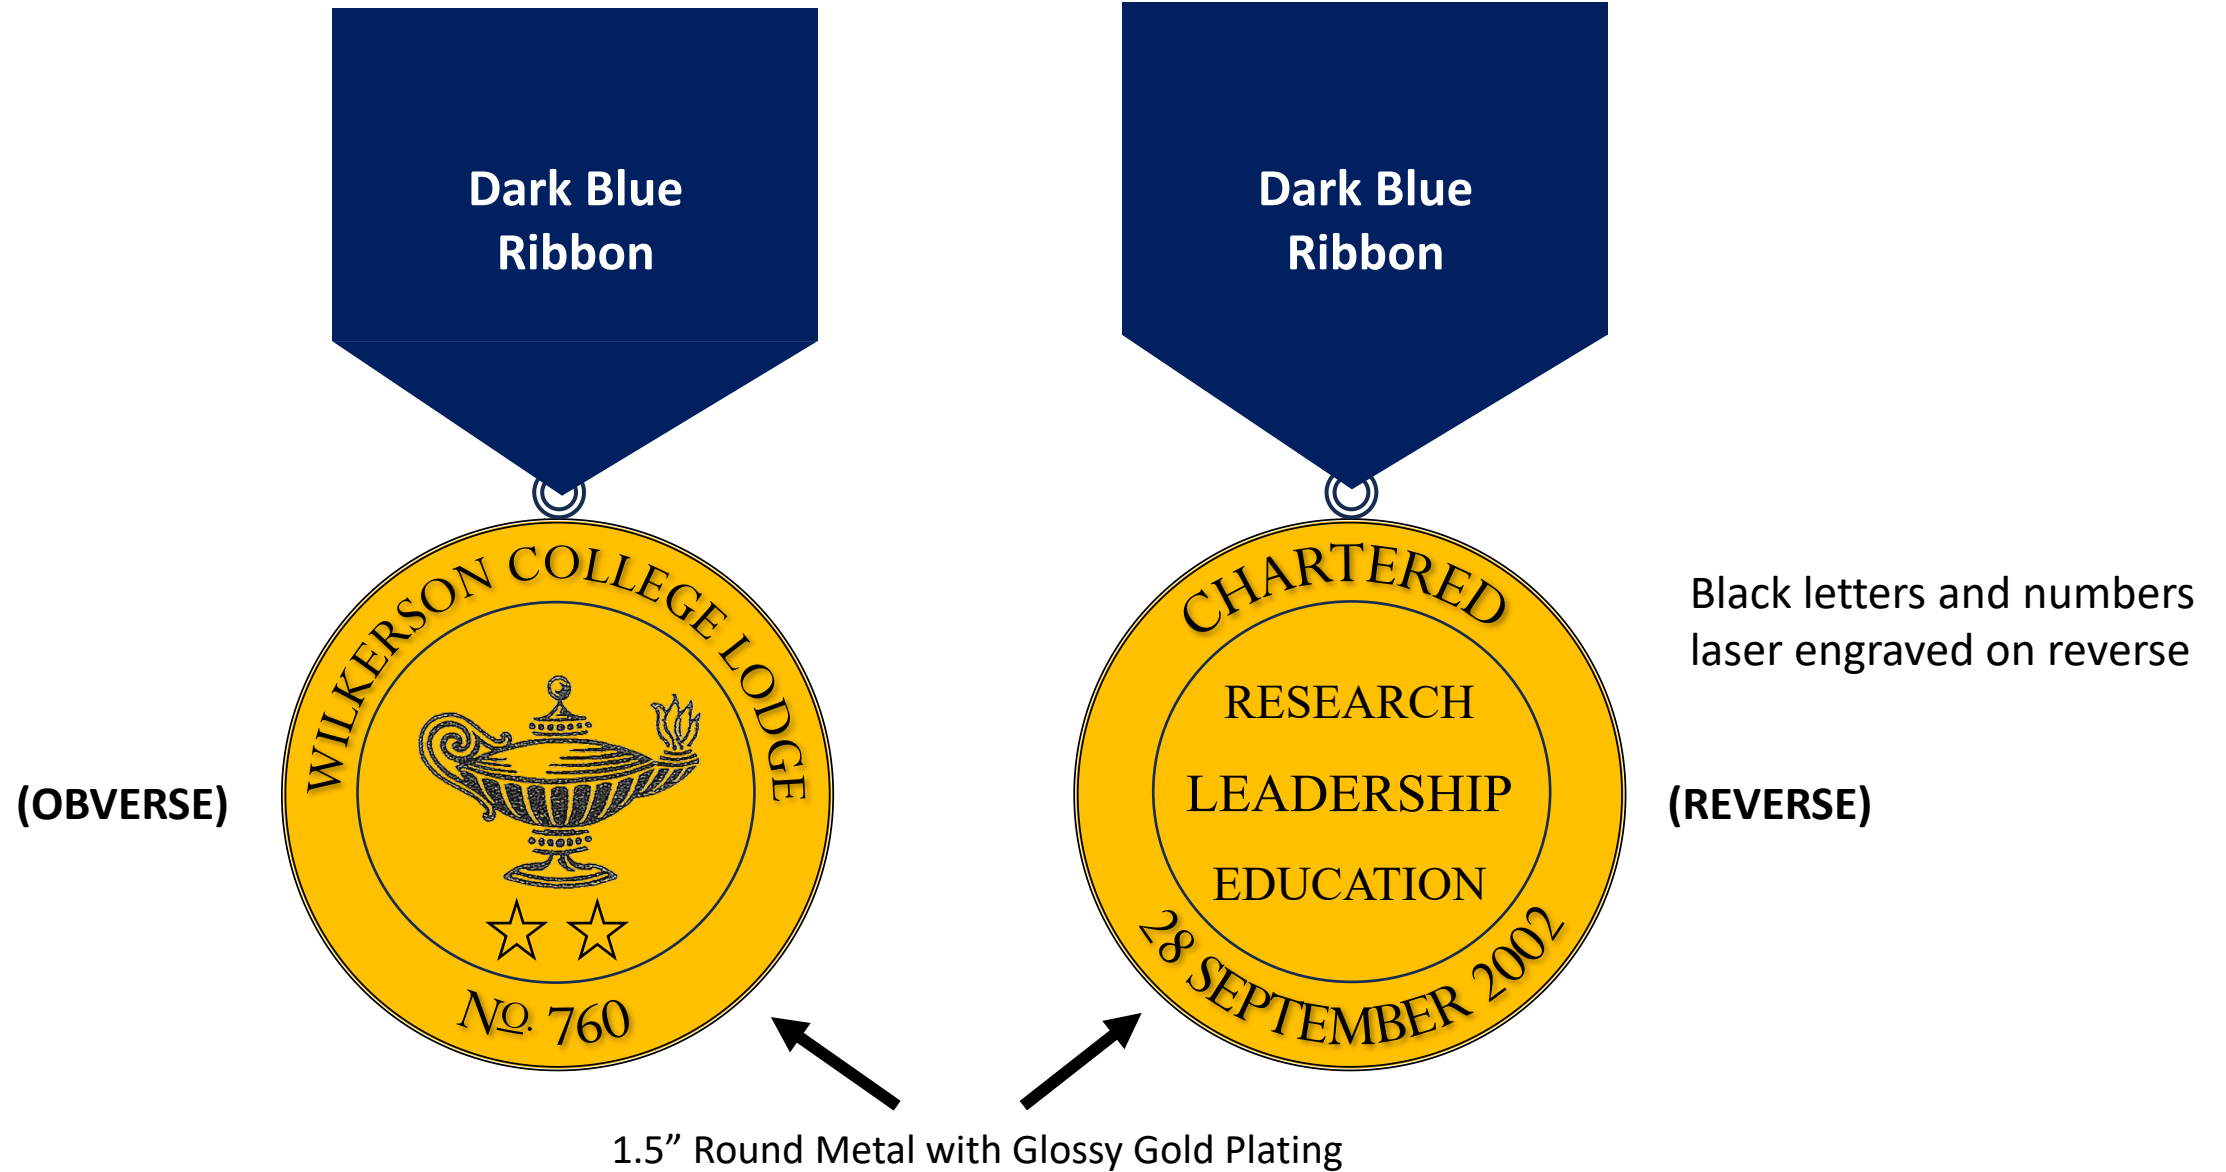 Dark Blue
Ribbon
Dark Blue
Ribbon
WILKERSON COLLEGE LODGE
No. 760
CHARTERED
RESEARCH
LEADERSHIP
EDUCATION
28 SEPTEMBER 2002
Black letters and numbers
laser engraved on reverse
(OBVERSE)
(REVERSE)
1.5” Round Metal with Glossy Gold Plating